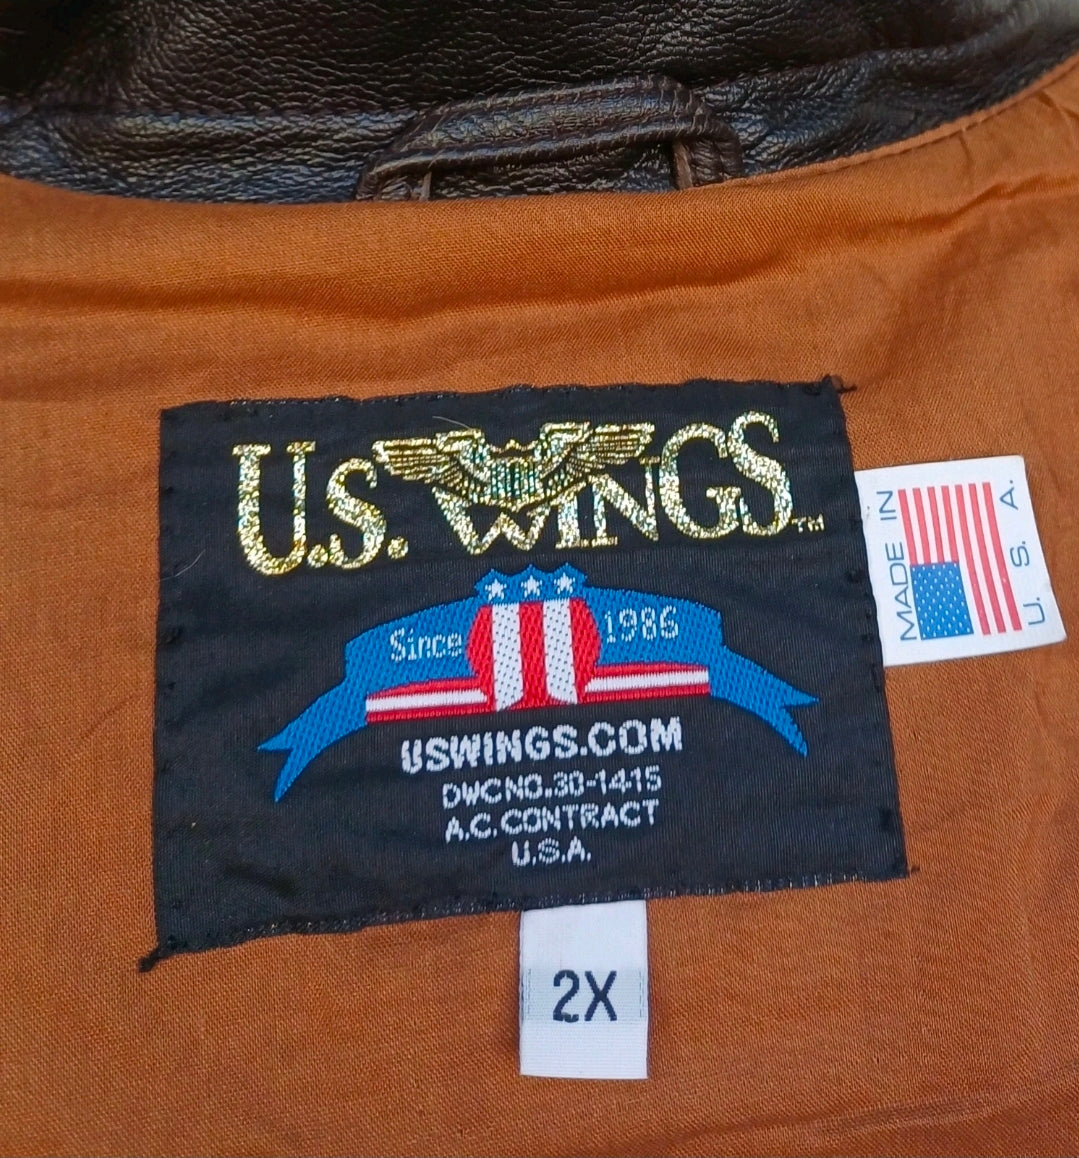 U.S. WINGS™
Since 1986
USWINGS.COM
DWC NO. 30-1415
A.C. CONTRACT
U.S.A.
MADE IN
U. S. A.
2X